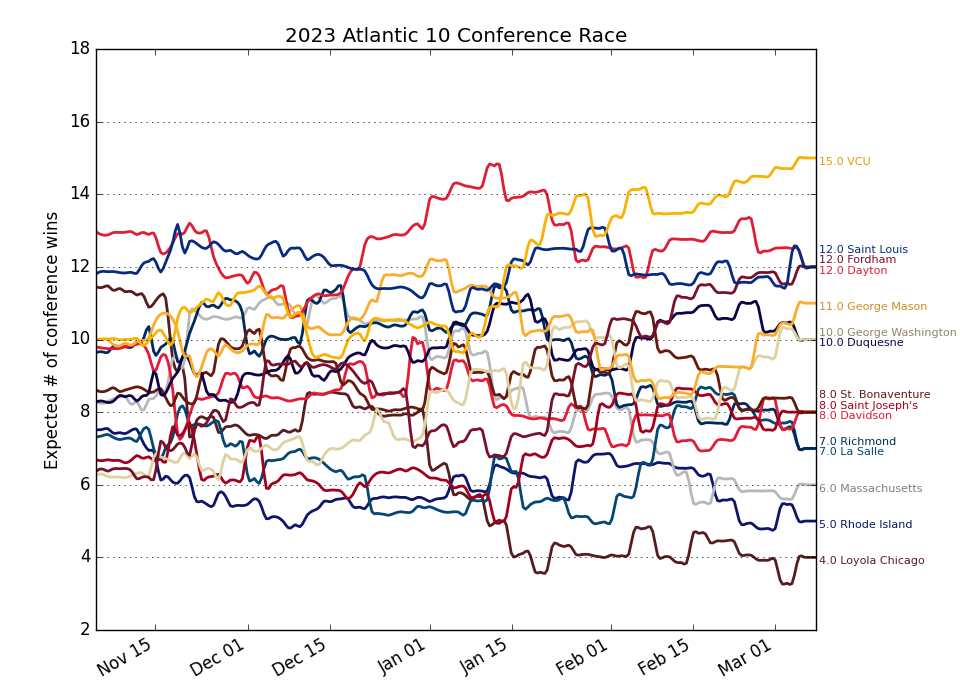 2023 Atlantic 10 Conference Race
Expected # of conference wins
18
16
14
12
10
8
6
4
2
Nov 15
Dec 01
Dec 15
Jan 01
Jan 15
Feb 01
Feb 15
Mar 01
15.0 VCU
12.0 Saint Louis
12.0 Fordham
12.0 Dayton
11.0 George Mason
10.0 George Washington
10.0 Duquesne
8.0 St. Bonaventure
8.0 Saint Joseph's
8.0 Davidson
7.0 Richmond
7.0 La Salle
6.0 Massachusetts
5.0 Rhode Island
4.0 Loyola Chicago